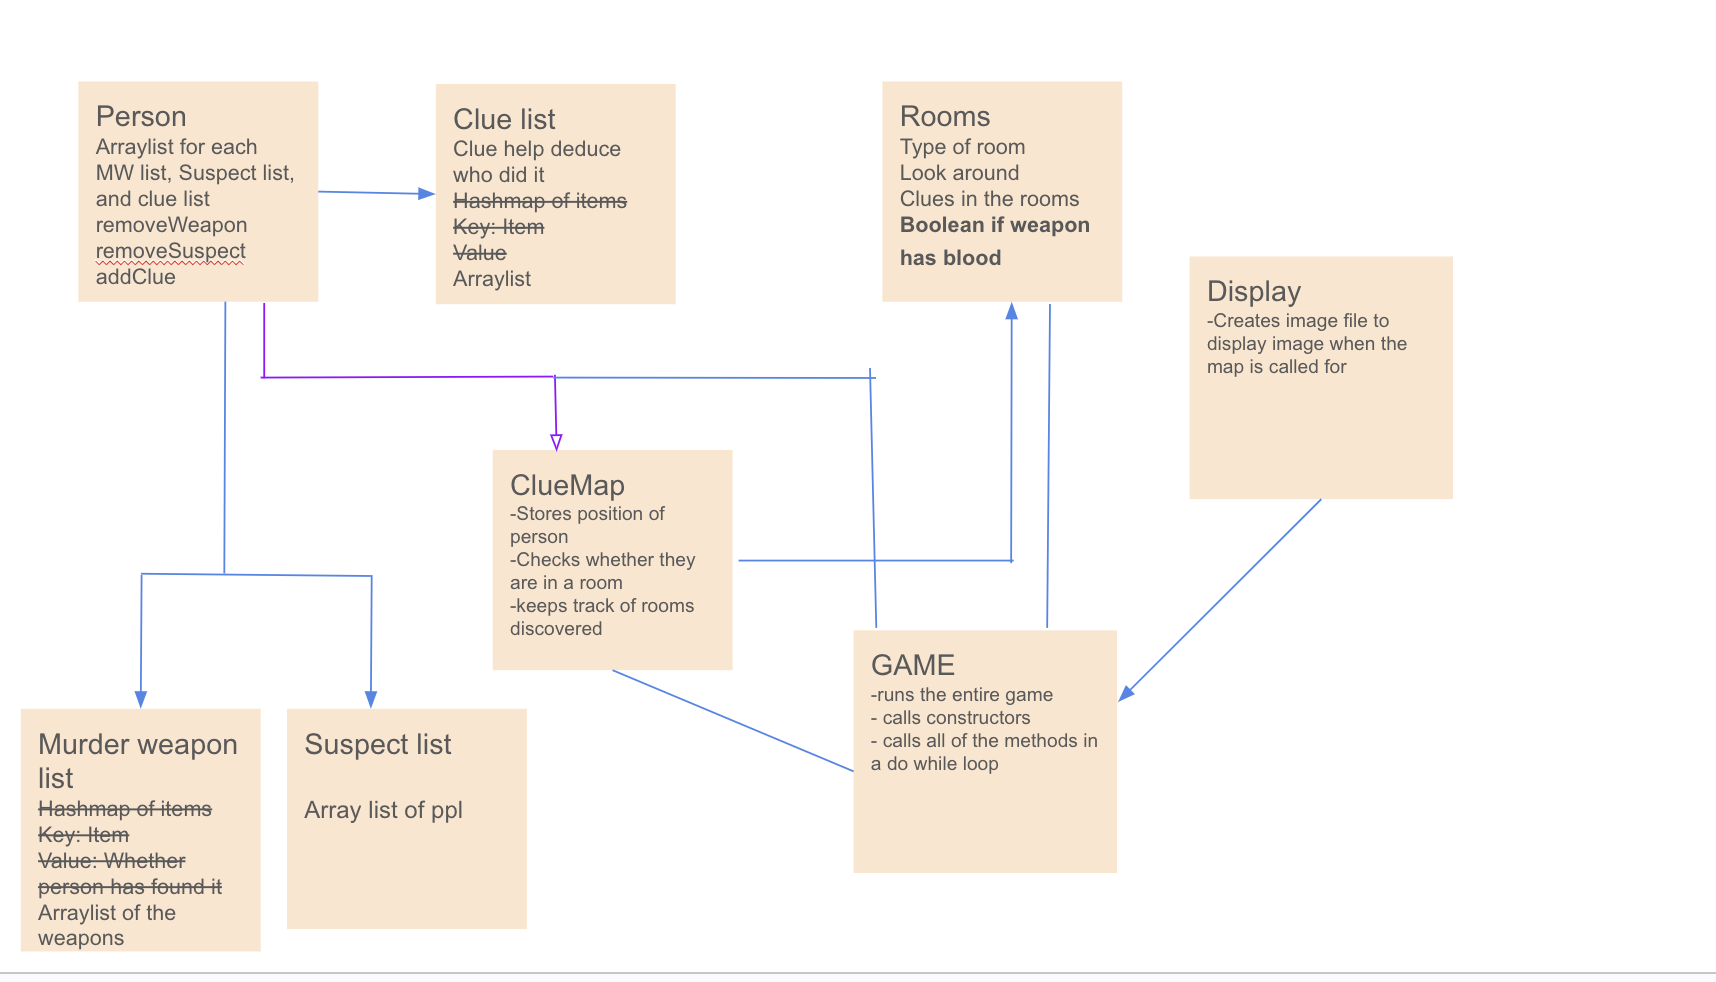 Person
Arraylist for each
MW list, Suspect list,
and clue list
removeWeapon
removeSuspect
addClue
Clue list
Clue help deduce
who did it
Hashmap of items
Key: Item
Value
Arraylist
Rooms
Type of room
Look around
Clues in the rooms
Boolean if weapon
has blood
Display
-Creates image file to
display image when the
map is called for
ClueMap
-Stores position of
person
-Checks whether they
are in a room
-keeps track of rooms
discovered
GAME
-runs the entire game
- calls constructors
- calls all of the methods in
a do while loop
Murder weapon
list
Hashmap of items
Key: Item
Value: Whether
person has found it
Arraylist of the
weapons
Suspect list
Array list of ppl